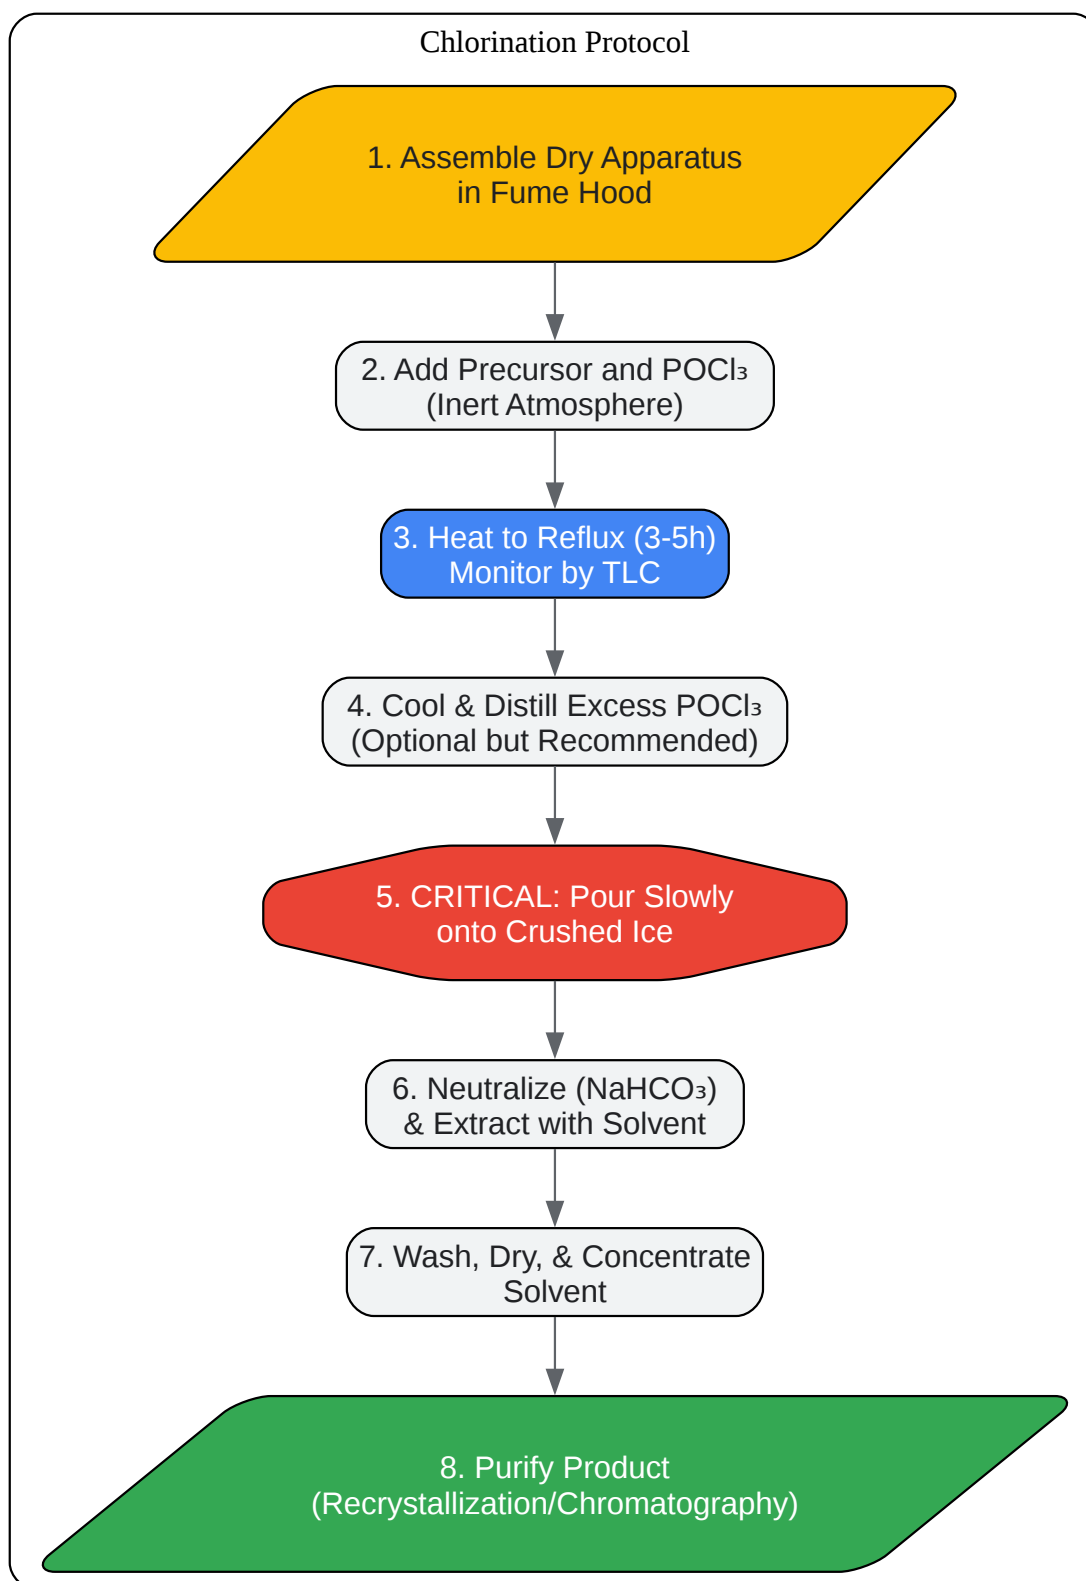 Chlorination Protocol
1. Assemble Dry Apparatus
in Fume Hood
2. Add Precursor and POCl₃
(Inert Atmosphere)
3. Heat to Reflux (3-5h)
Monitor by TLC
4. Cool & Distill Excess POCl₃
(Optional but Recommended)
5. CRITICAL: Pour Slowly
onto Crushed Ice
6. Neutralize (NaHCO₃)
& Extract with Solvent
7. Wash, Dry, & Concentrate
Solvent
8. Purify Product
(Recrystallization/Chromatography)